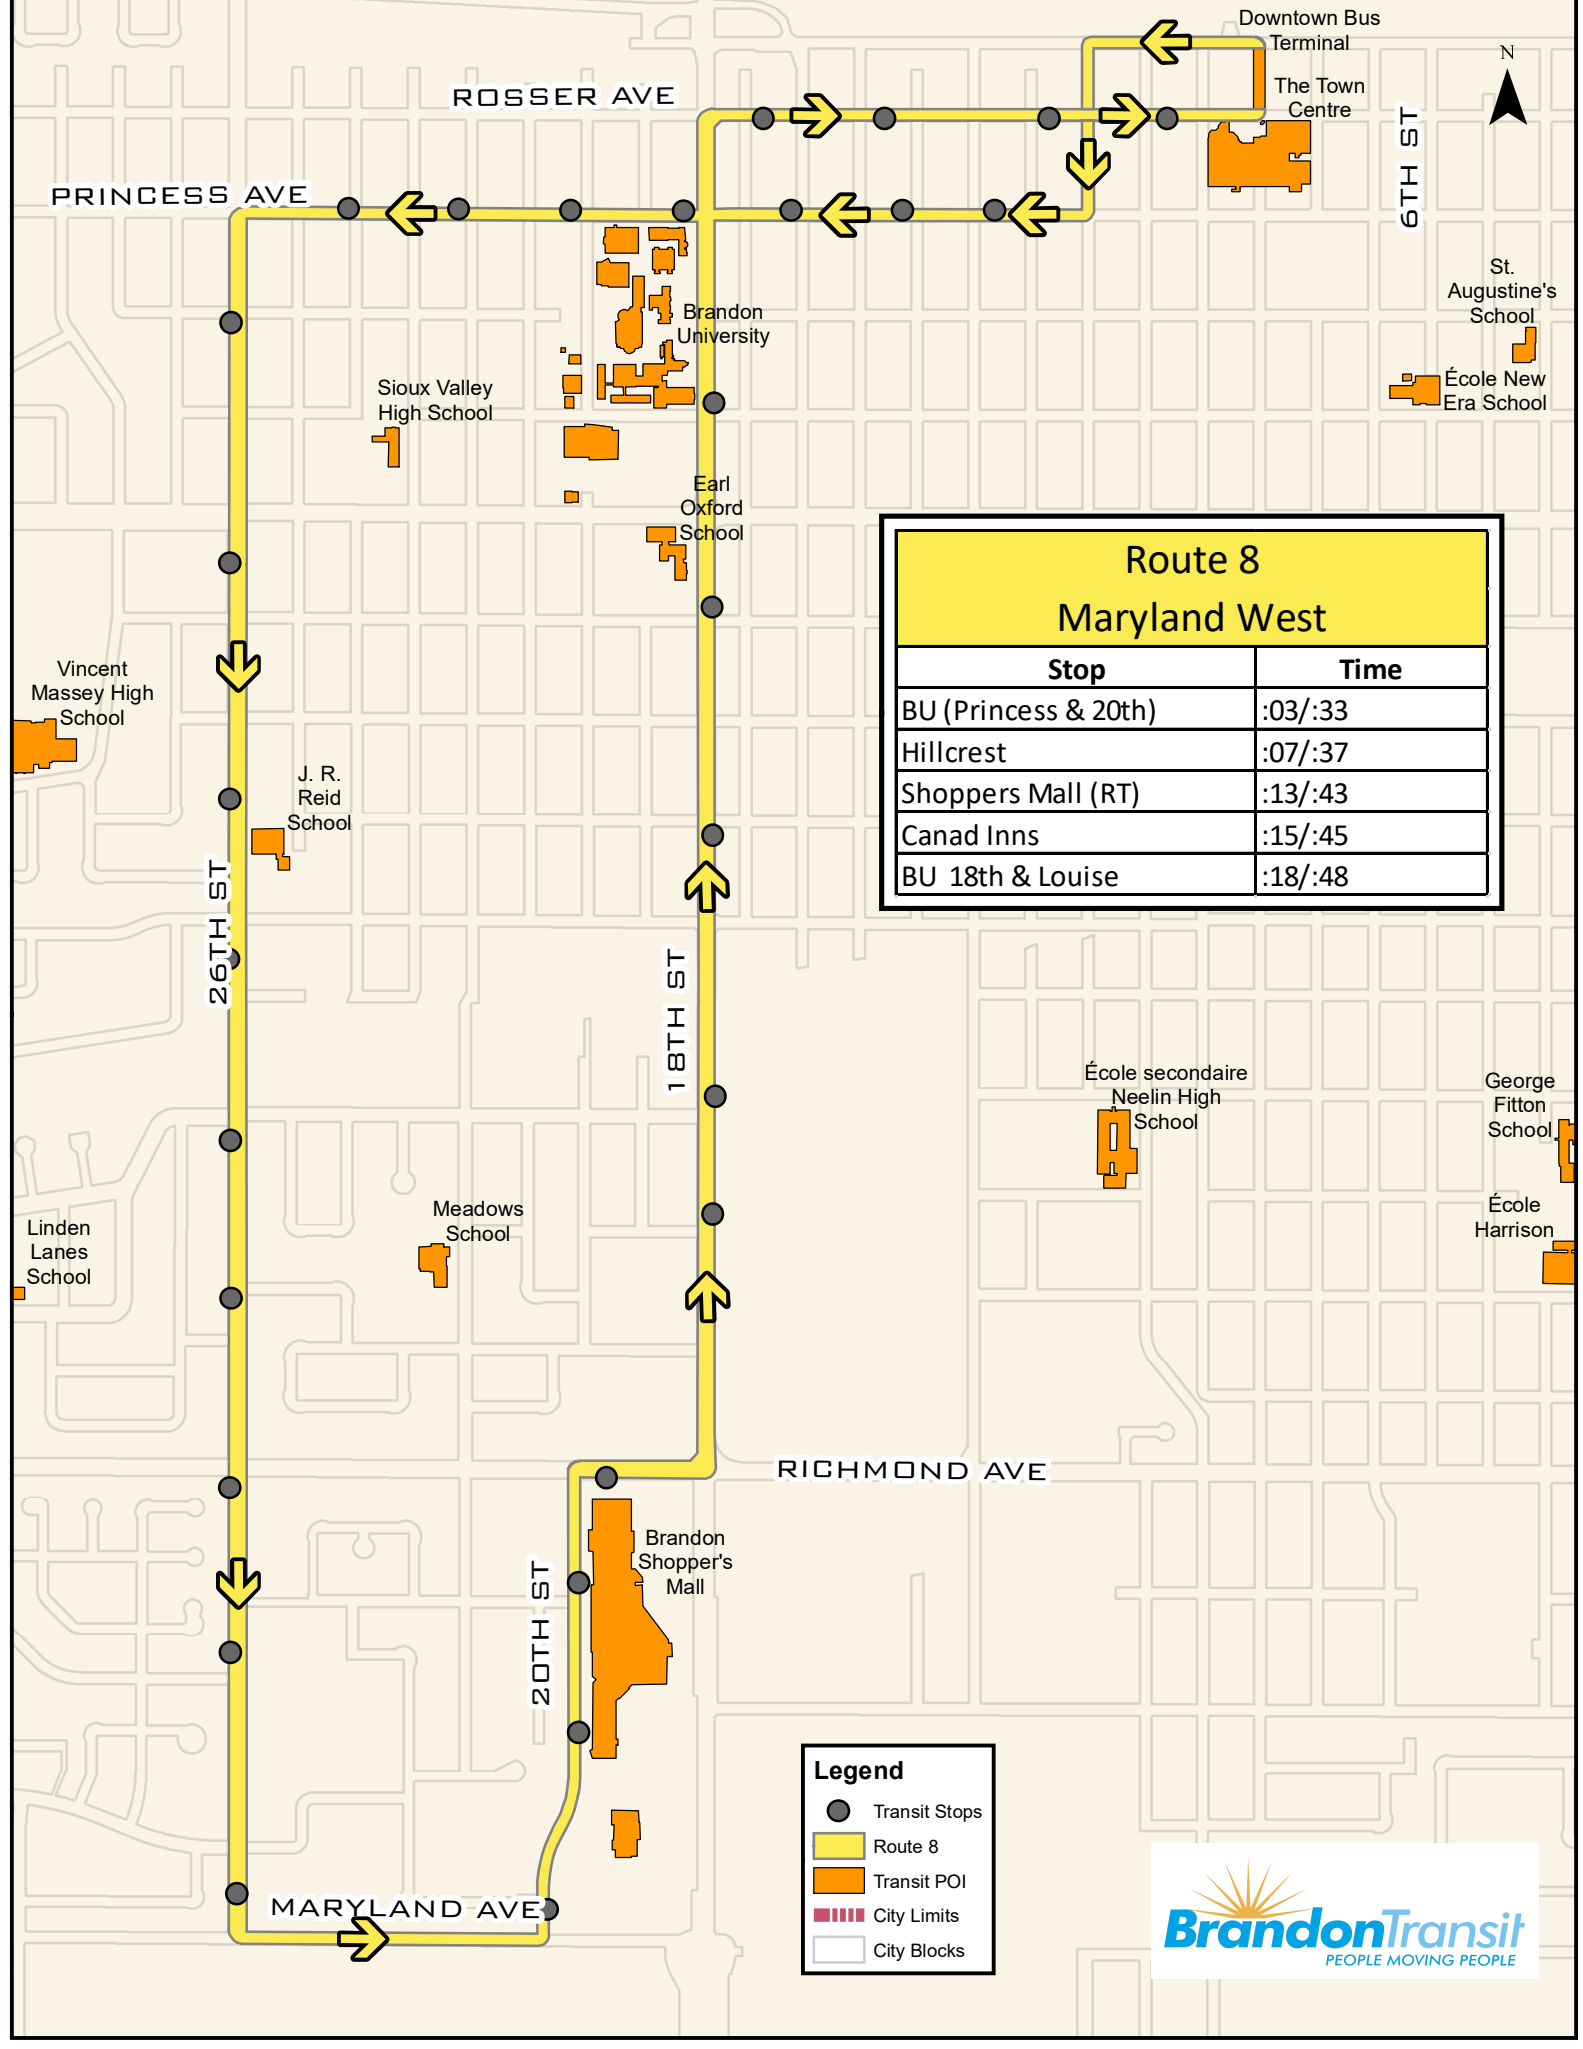 Downtown Bus
Terminal
N
The Town
Centre
ROSSER AVE
6TH ST
PRINCESS AVE
St.
Augustine's
School
Brandon
University
École New
Era School
Sioux Valley
High School
Earl
Oxford
School
Route 8
Maryland West
Stop Time
BU (Princess & 20th) :03/:33
Hillcrest :07/:37
Shoppers Mall (RT) :13/:43
Canad Inns :15/:45
BU 18th & Louise :18/:48
Vincent
Massey High
School
J. R.
Reid
School
26TH ST
18TH ST
École secondaire
Neelin High
School
George
Fitton
School
Meadows
School
École
Harrison
Linden
Lanes
School
RICHMOND AVE
Brandon
Shopper's
Mall
20TH ST
Legend
Transit Stops
Route 8
Transit POI
City Limits
City Blocks
MARYLAND AVE
BrandonTransit
PEOPLE MOVING PEOPLE